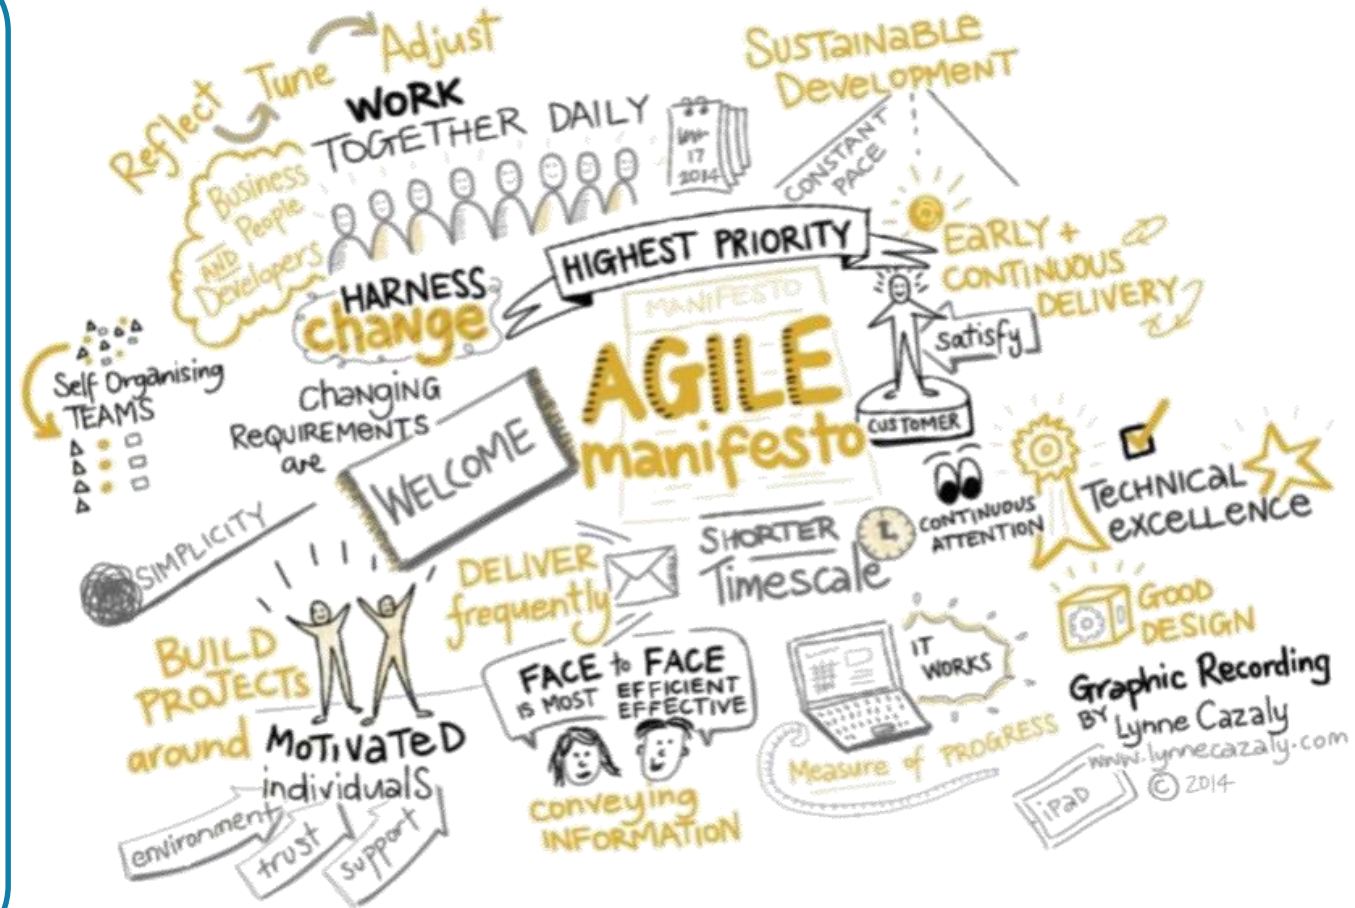 Reflect
Tune
Adjust
WORK
TOGETHER DAILY
17
2014
Business
People
AND
Developers
SUSTAINABLE
DEVELOPMENT
CONSTANT
PACE
HIGHEST PRIORITY
EARLY +
CONTINUOUS
DELIVERY
satisfy
CUSTOMER
HARNESS
change
CHANGING
REQUIREMENTS
are
WELCOME
MANIFESTO
AGILE
manifesto
Self Organising
TEAMS
SIMPLICITY
DELIVER
frequently
SHORTER
Timescale
CONTINUOUS
ATTENTION
TECHNICAL
EXCELLENCE
GOOD
DESIGN
BUILD
PROJECTS
around
MOTIVATED
individuals
environment
trust
support
FACE to FACE
IS MOST
EFFICIENT
EFFECTIVE
conveying
INFORMATION
IT
WORKS
Measure of PROGRESS
Graphic Recording
BY Lynne Cazaly
www.lynnecazaly.com
© 2014
iPad